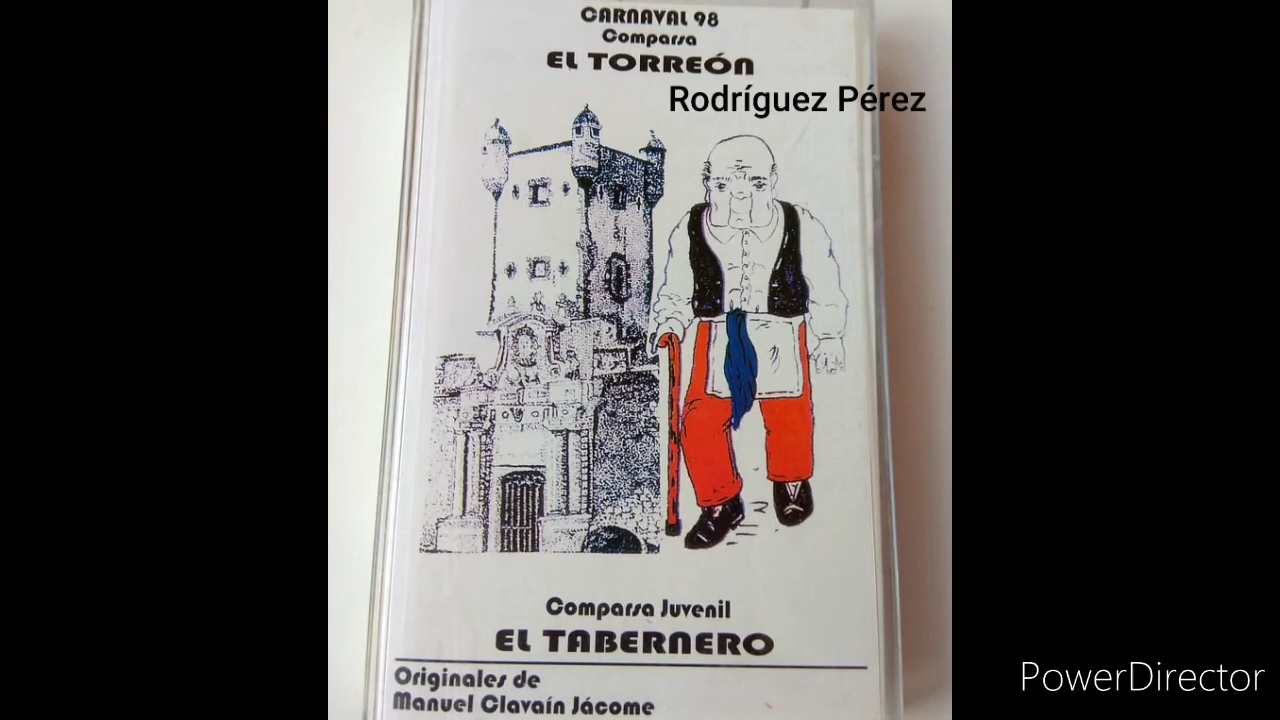 CARNAVAL 98
Comparsa
EL TORREÓN
Rodríguez Pérez
Comparsa Juvenil
EL TABERNERO
Originales de
Manuel Clavaín Jácome
PowerDirector